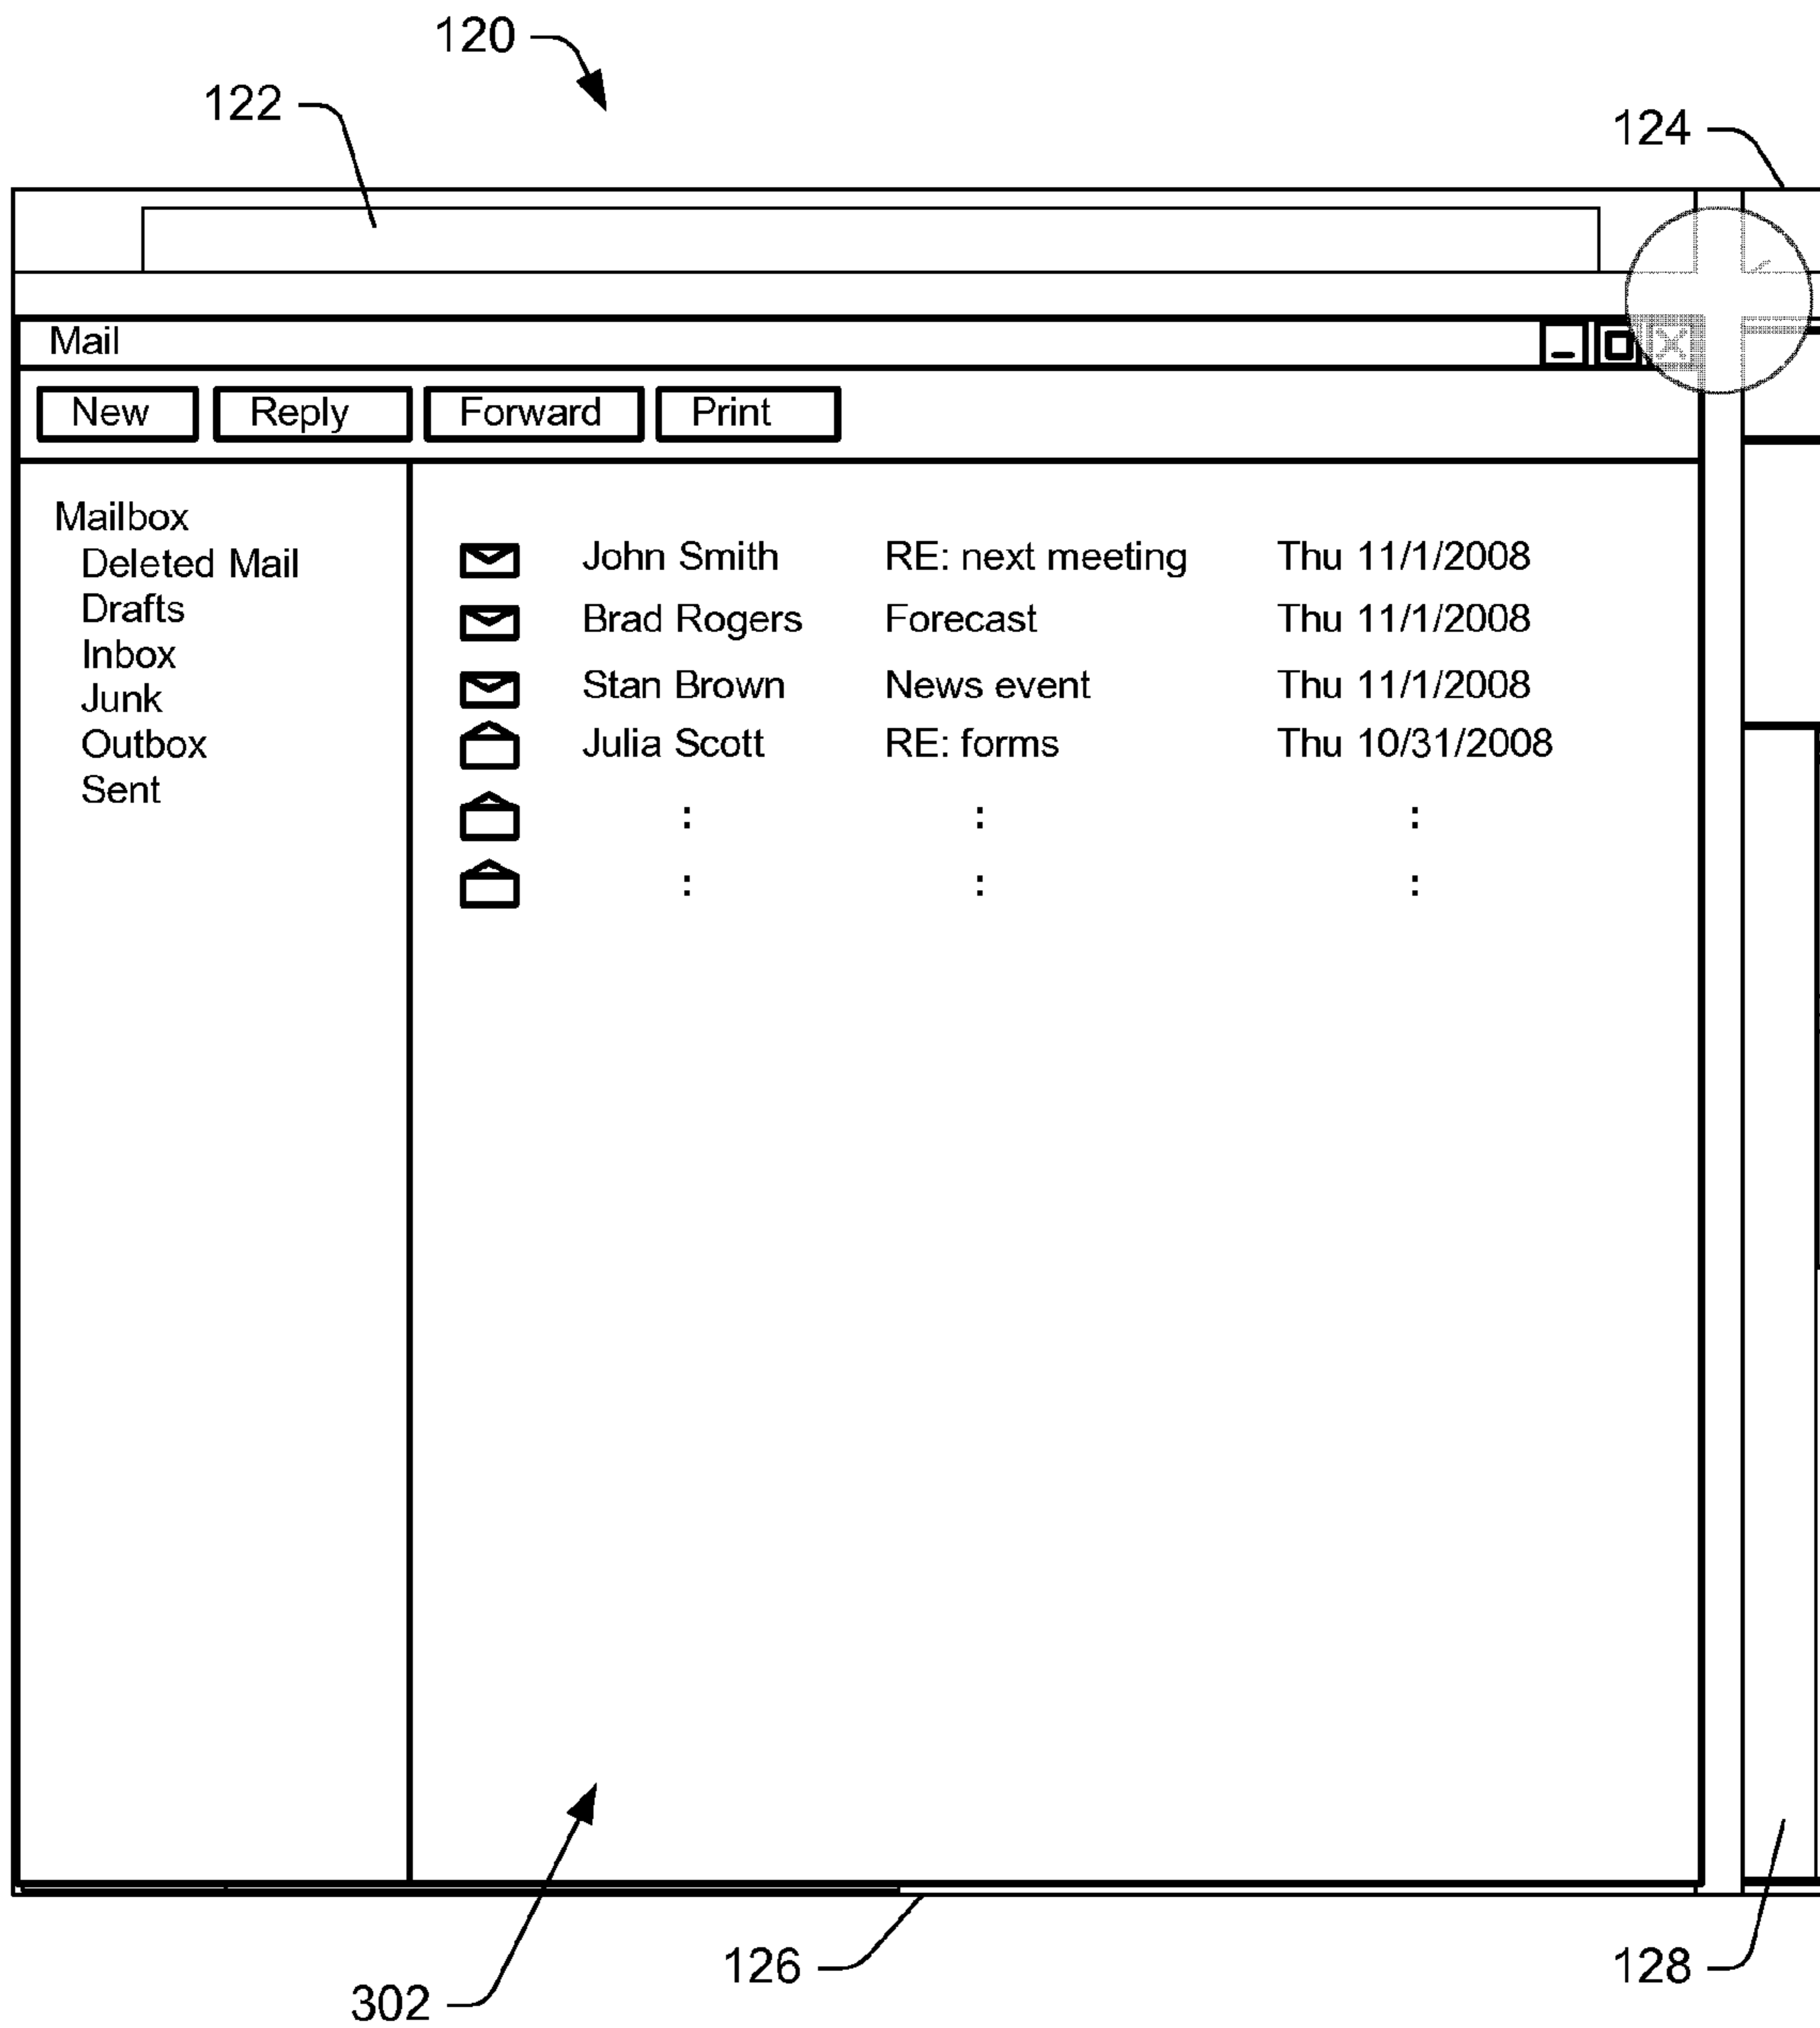 120
122
124
Mail
New Reply Forward Print
Mailbox
Deleted Mail
Drafts
Inbox
Junk
Outbox
Sent
John Smith RE: next meeting Thu 11/1/2008
Brad Rogers Forecast Thu 11/1/2008
Stan Brown News event Thu 11/1/2008
Julia Scott RE: forms Thu 10/31/2008
: : :
: : :
126
128
302